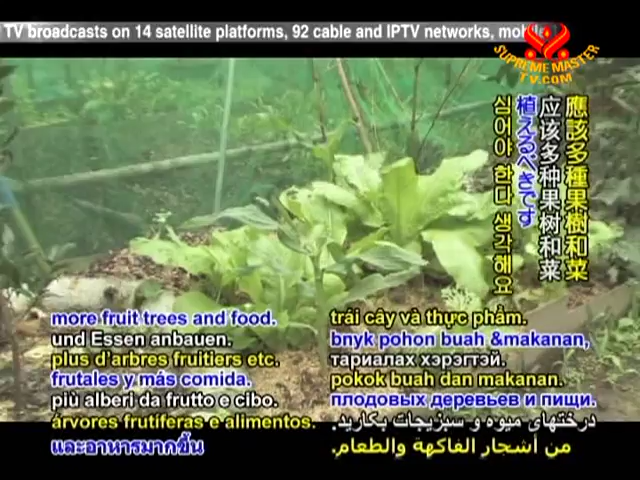 TV broadcasts on 14 satellite platforms, 92 cable and IPTV networks, mobile
SUPREME MASTER
TV.COM
應該多種果樹和菜
应该多种果树和菜
植えるべきです
심어야 한다 생각해요
more fruit trees and food.
und Essen anbauen.
plus d'arbres fruitiers etc.
frutales y más comida.
più alberi da frutto e cibo.
árvores frutíferas e alimentos.
และอาหารมากขึ้น
trái cây và thực phẩm.
bnyk pohon buah &makanan,
тариалах хэрэгтэй.
pokok buah dan makanan.
плодовых деревьев и пищи.
درختهای میوه و سبزیجات بکارید.
من أشجار الفاكهة والطعام.